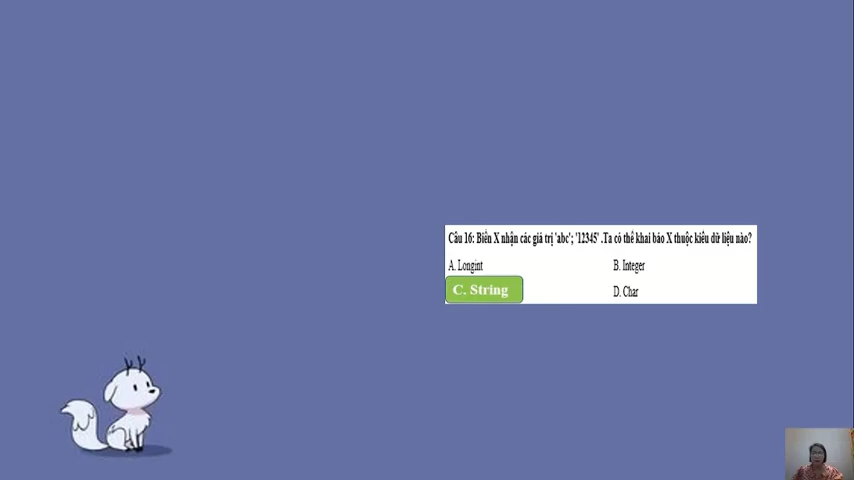 Câu 16: Biến X nhận các giá trị 'abc'; '12345' .Ta có thể khai báo X thuộc kiểu dữ liệu nào?
A. Longint B. Integer
C. String D. Char